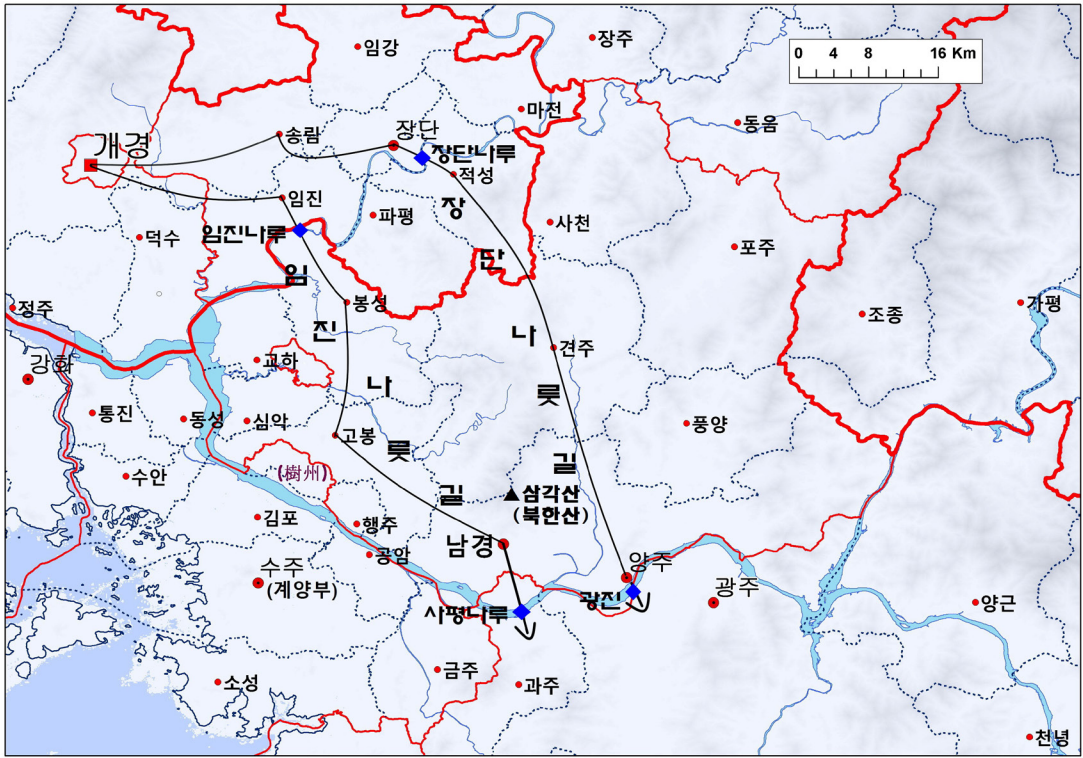 임강
장주
0 4 8 16 Km
마전
동음
송림
장단
개경
장단나루
적성
임진
파평
사천
임진나루
덕수
포주
장단나룻길
임진나룻길
정주
봉성
조종
가평
견주
교하
강화
통진
동성
심악
고봉
풍양
(樹州)
수안
삼각산
(북한산)
김포
행주
남경
공암
수주
(계양부)
양주
광진
광주
사평나루
양근
금주
과주
소성
천녕